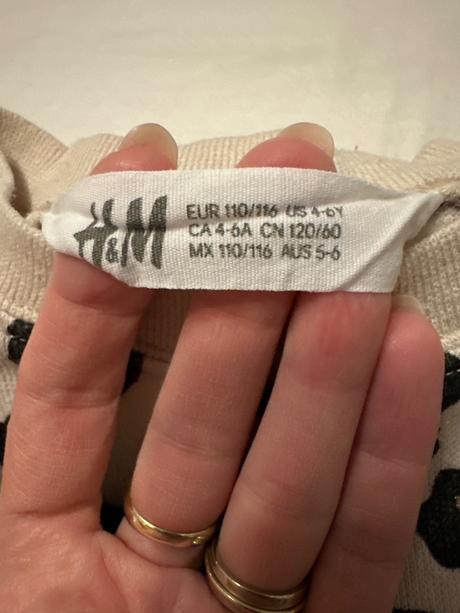 H&M
EUR 110/116 US 4-6Y
CA 4-6A CN 120/60
MX 110/116 AUS 5-6